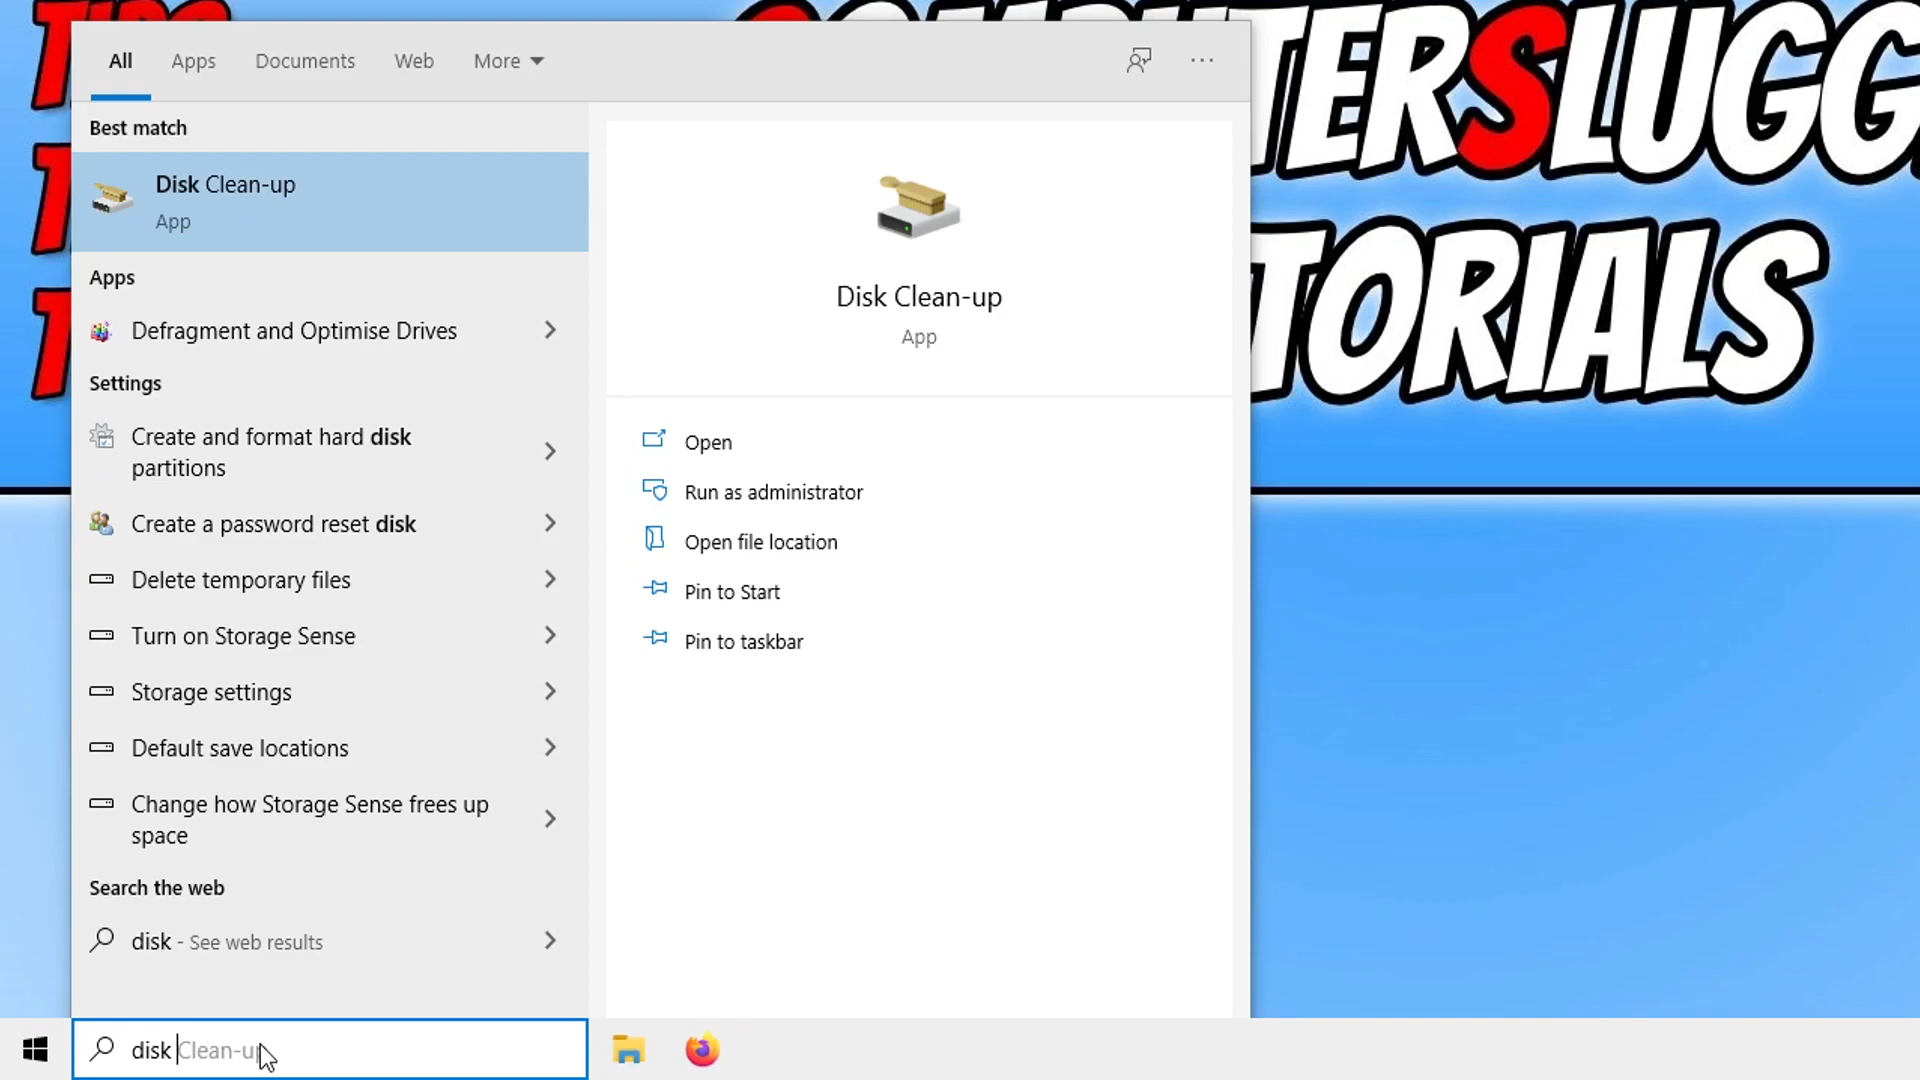 All Apps Documents Web More
Best match
Disk Clean-up
App
Apps
Defragment and Optimise Drives
Settings
Create and format hard disk
partitions
Create a password reset disk
Delete temporary files
Turn on Storage Sense
Storage settings
Default save locations
Change how Storage Sense frees up
space
Search the web
disk - See web results
disk Clean-up
Disk Clean-up
App
Open
Run as administrator
Open file location
Pin to Start
Pin to taskbar
TERSLUGG
TORIALS